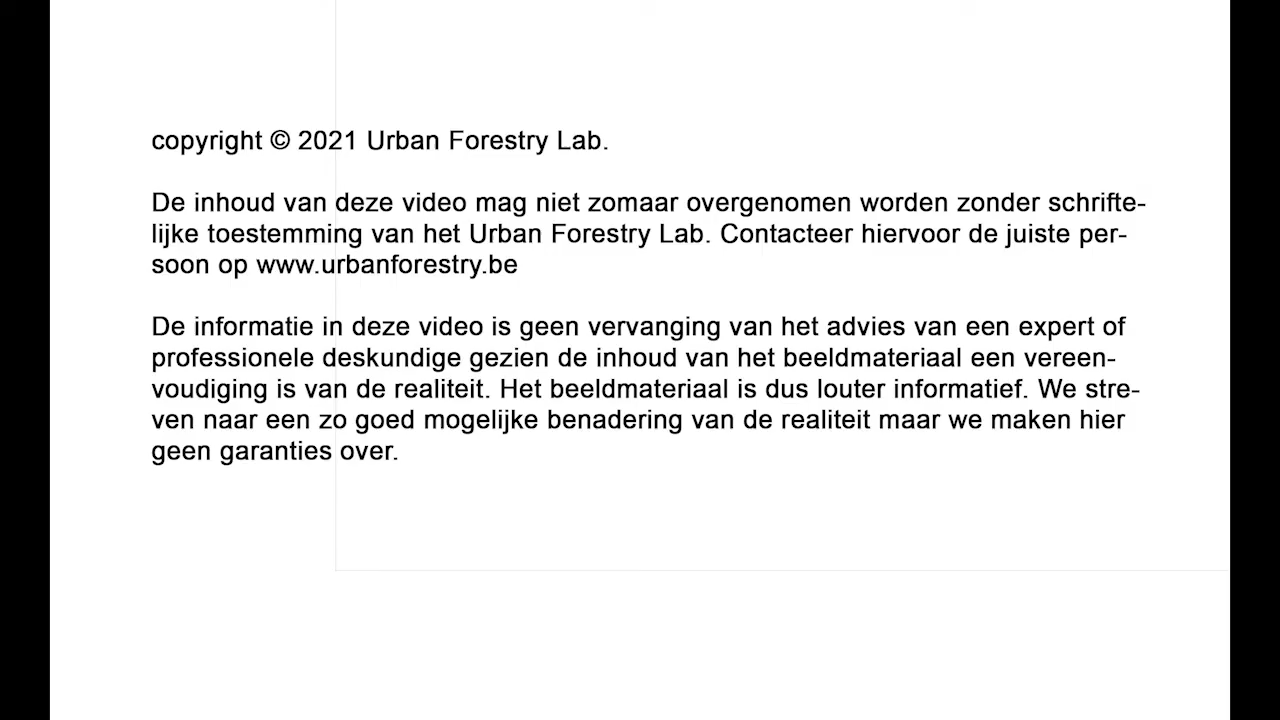 copyright © 2021 Urban Forestry Lab.
De inhoud van deze video mag niet zomaar overgenomen worden zonder schrifte-
lijke toestemming van het Urban Forestry Lab. Contacteer hiervoor de juiste per-
soon op www.urbanforestry.be
De informatie in deze video is geen vervanging van het advies van een expert of
professionele deskundige gezien de inhoud van het beeldmateriaal een vereen-
voudiging is van de realiteit. Het beeldmateriaal is dus louter informatief. We stre-
ven naar een zo goed mogelijke benadering van de realiteit maar we maken hier
geen garanties over.